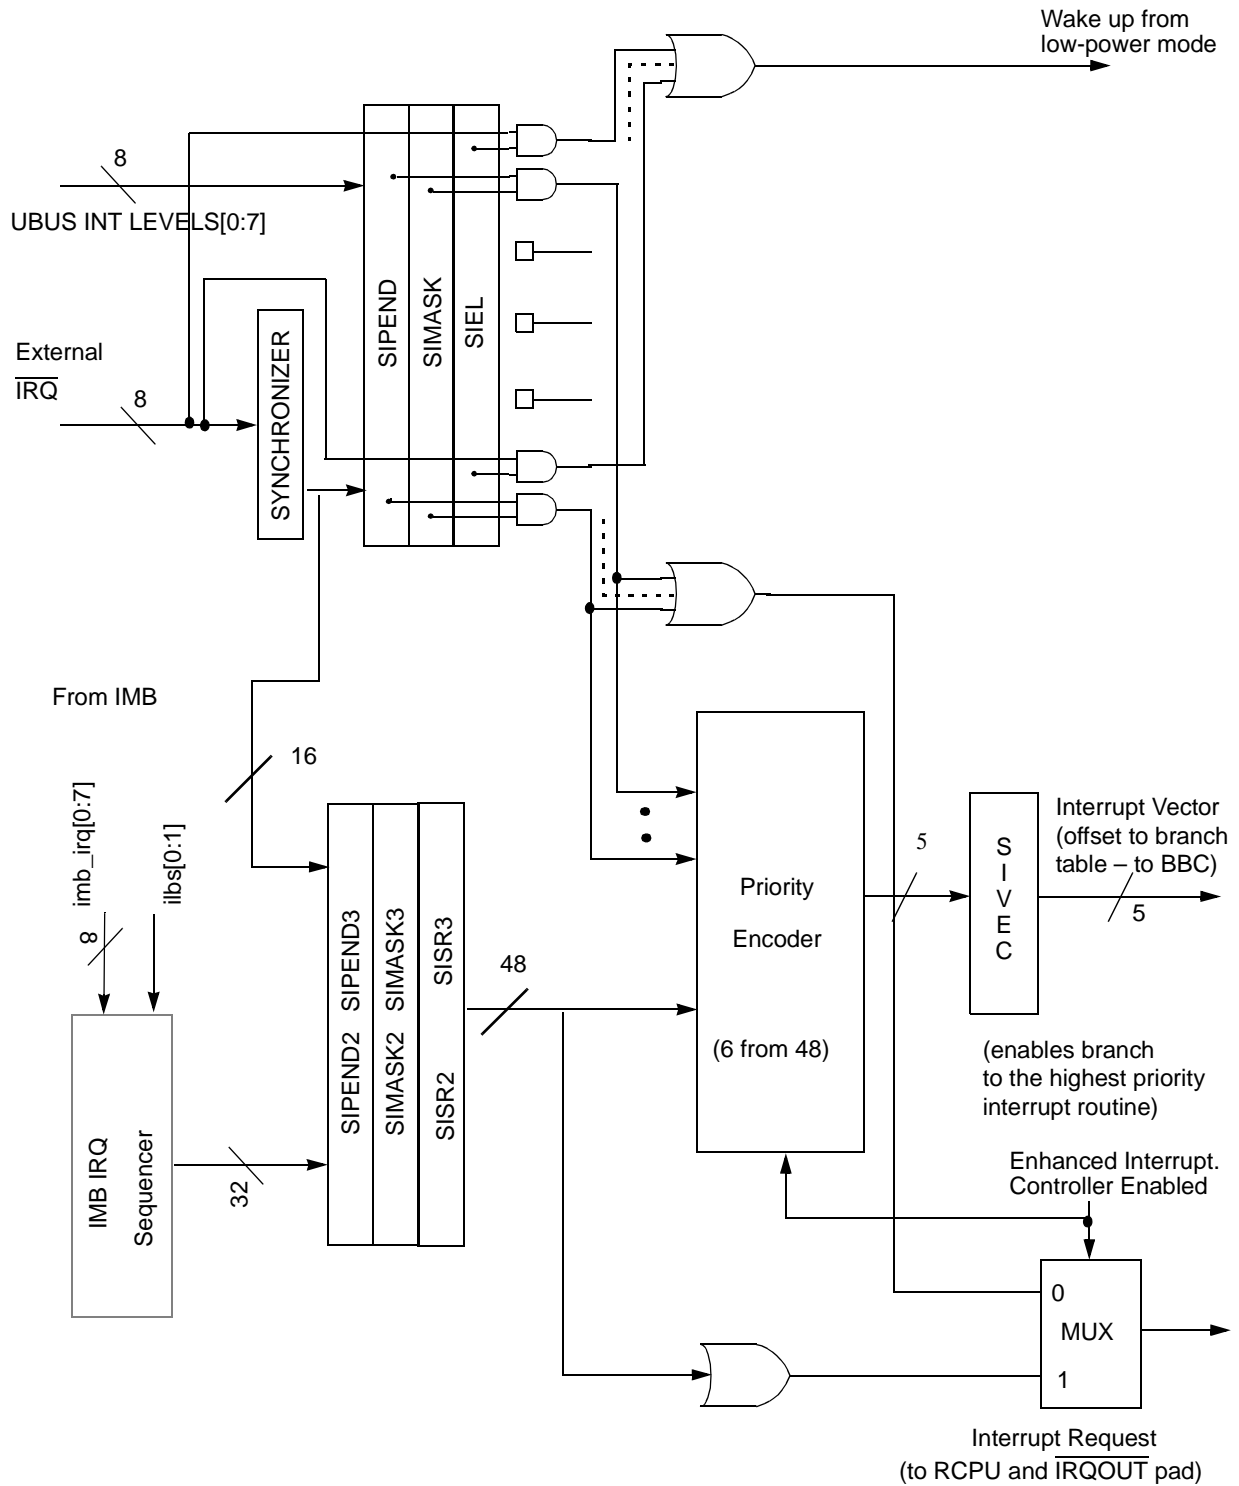 Wake up from
low-power mode
8
UBUS INT LEVELS[0:7]
SIPEND
SIMASK
SIEL
External
IRQ
8
SYNCHRONIZER
From IMB
16
imb_irq[0:7]
ilbs[0:1]
8
IMB IRQ
Sequencer
32
SIPEND2 SIPEND3
SIMASK2 SIMASK3
SISR2 SISR3
48
Priority
Encoder
(6 from 48)
5
SIVEC
Interrupt Vector
(offset to branch
table – to BBC)
5
(enables branch
to the highest priority
interrupt routine)
Enhanced Interrupt.
Controller Enabled
0
MUX
1
Interrupt Request
(to RCPU and IRQOUT pad)